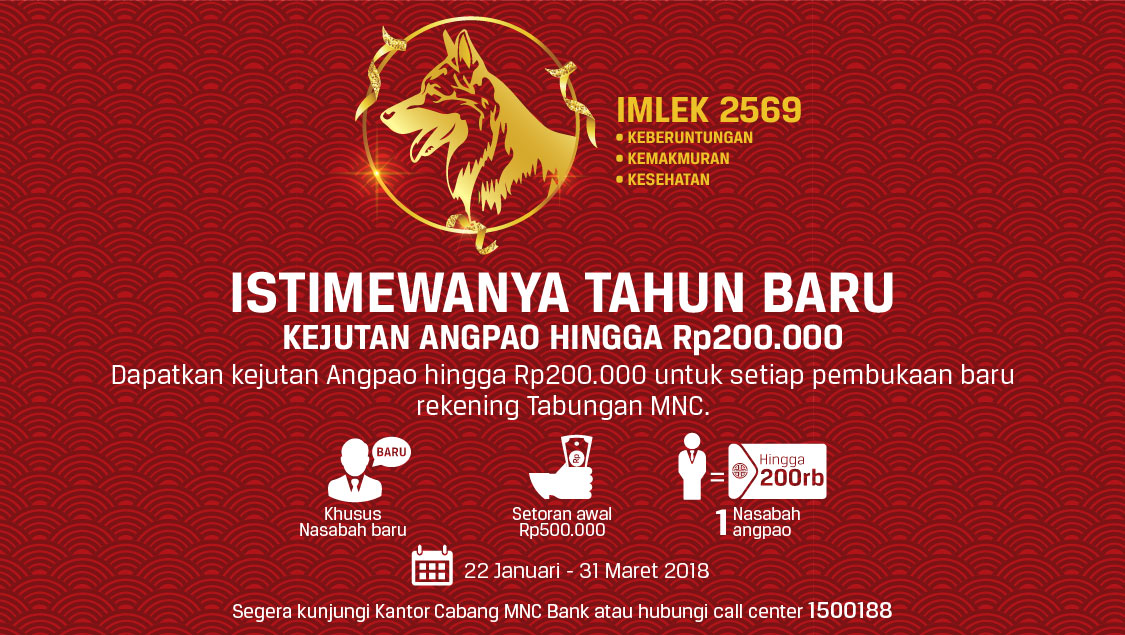 IMLEK 2569
• KEBERUNTUNGAN
• KEMAKMURAN
• KESEHATAN
ISTIMEWANYA TAHUN BARU
KEJUTAN ANGPAO HINGGA Rp200.000
Dapatkan kejutan Angpao hingga Rp200.000 untuk setiap pembukaan baru
rekening Tabungan MNC.
BARU
Khusus
Nasabah baru
Rp
Setoran awal
Rp500.000
=
Hingga
200rb
1 Nasabah
angpao
22 Januari - 31 Maret 2018
Segera kunjungi Kantor Cabang MNC Bank atau hubungi call center 1500188